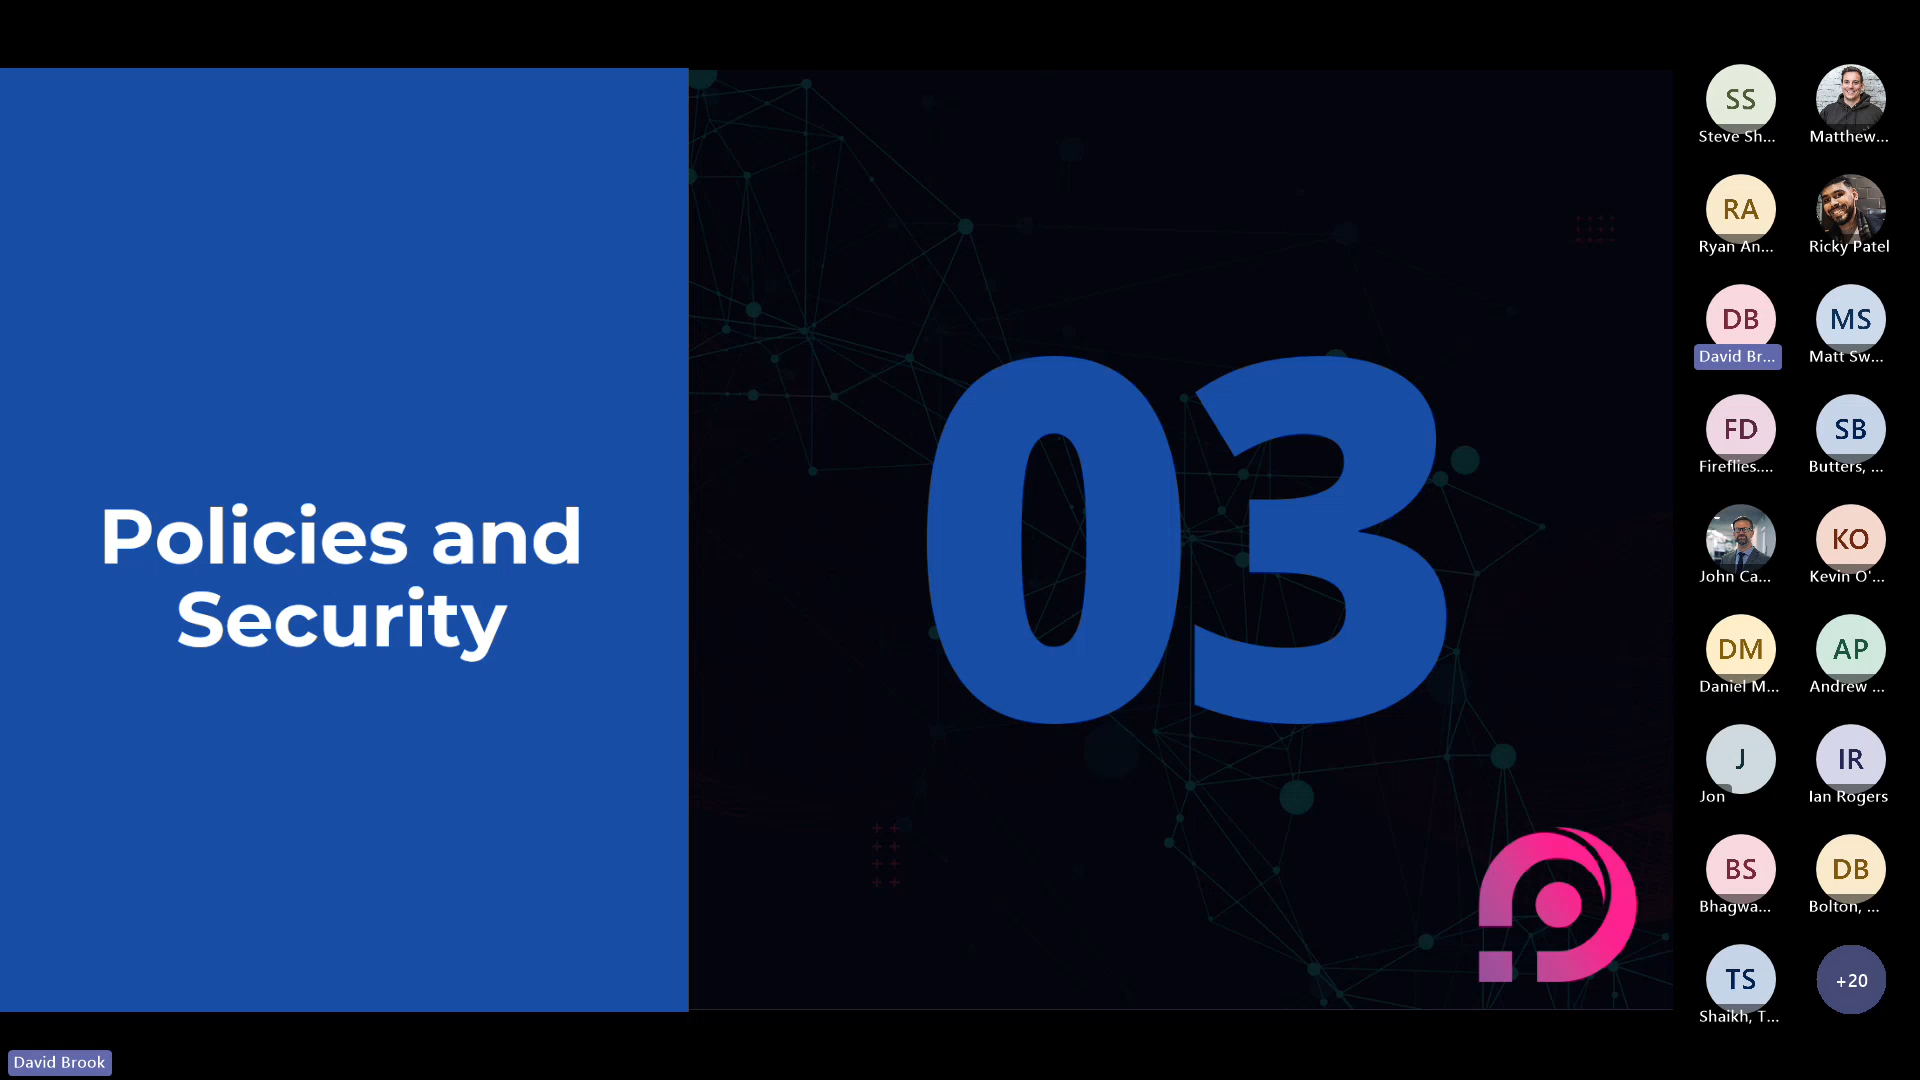 Policies and
Security
03
SS
Steve Sh...
Matthew...
RA
Ryan An...
Ricky Patel
DB
David Br...
MS
Matt Sw...
FD
Fireflies....
SB
Butters, ...
John Ca...
KO
Kevin O'...
DM
Daniel M...
AP
Andrew ...
J
Jon
IR
Ian Rogers
BS
Bhagwa...
DB
Bolton, ...
TS
Shaikh, T...
+20
David Brook